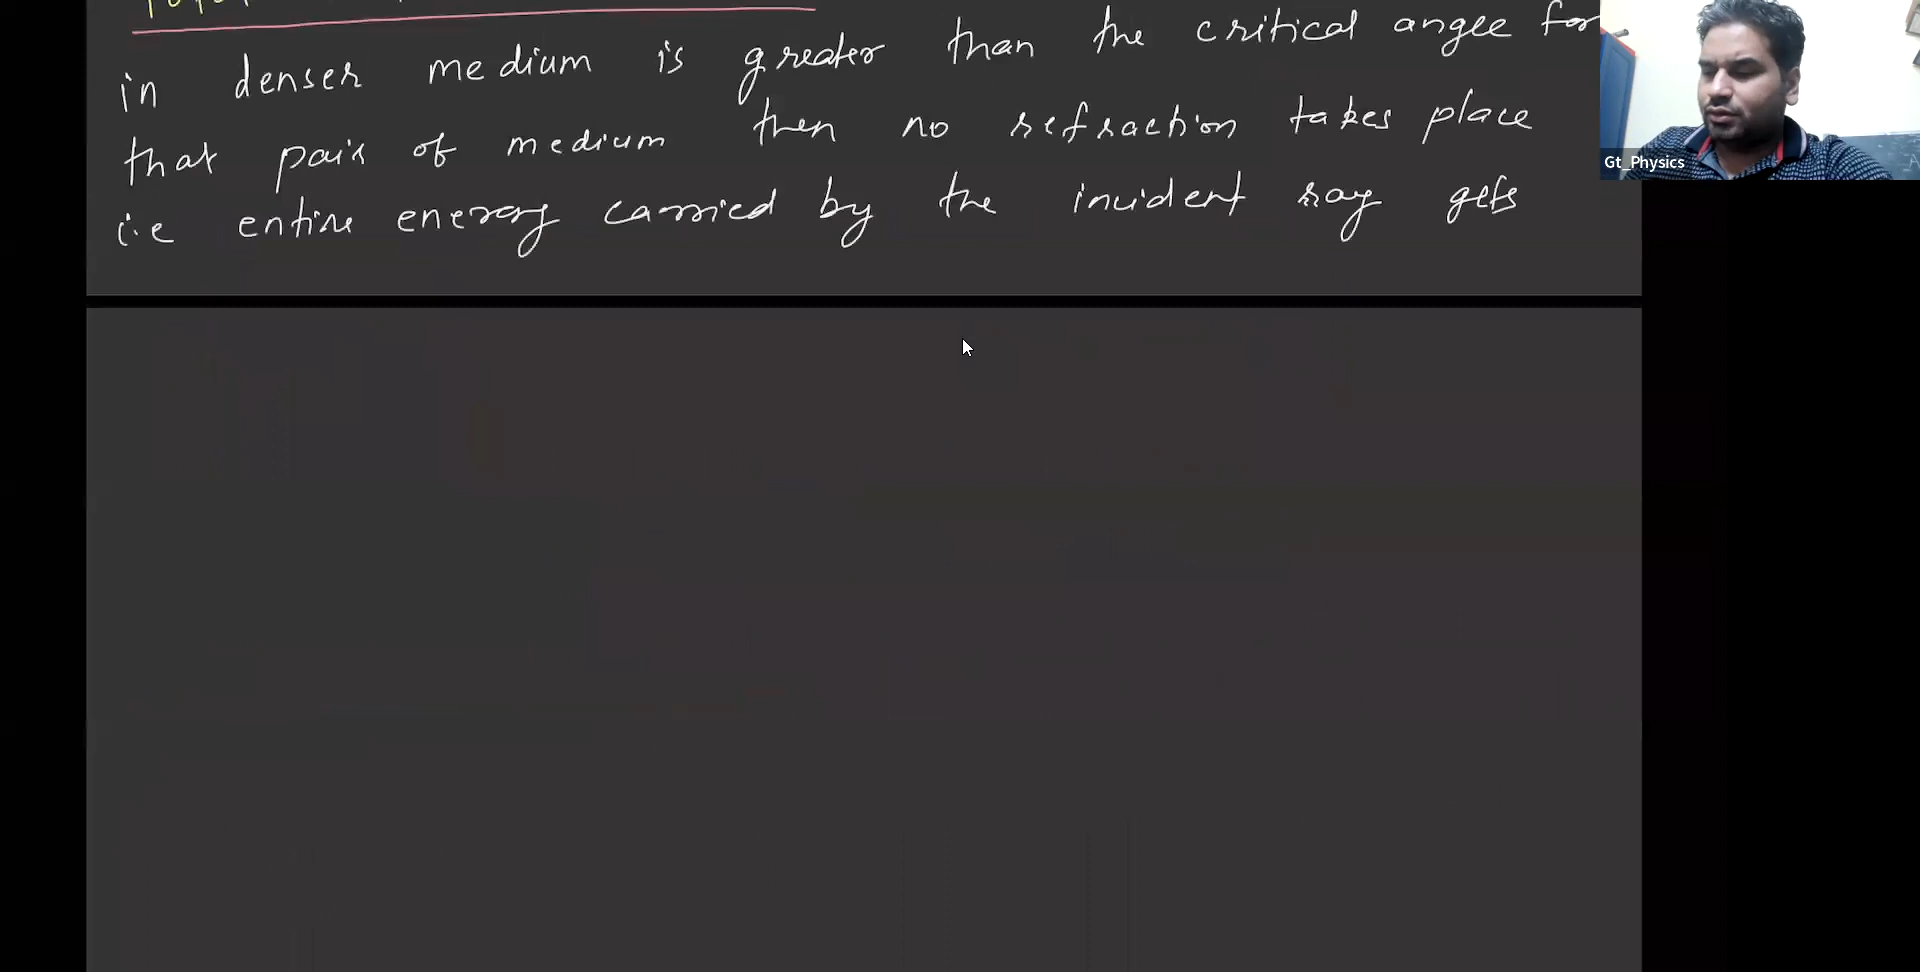 in denser medium is greater than the critical angle for
that pair of medium then no refraction takes place
i.e entire energy carried by the incident ray gets
Gt_Physics